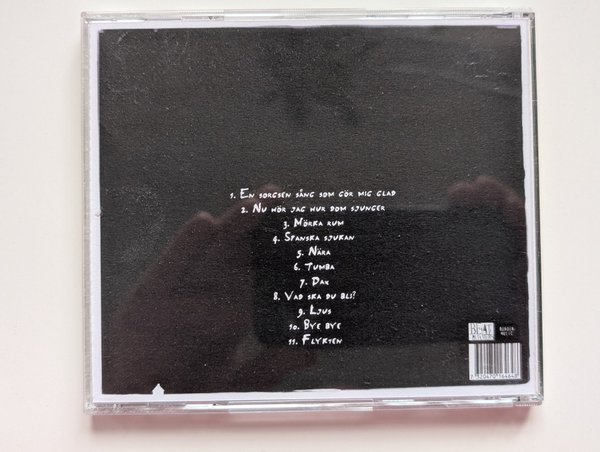 1. En sorgsen sång som gör mig glad
2. Nu hör jag hur dom sjunger
3. Mörka rum
4. Spanska sjukan
5. Nära
6. Tumba
7. Dax
8. Vad ska du bli?
9. Ljus
10. Bye bye
11. Flykten